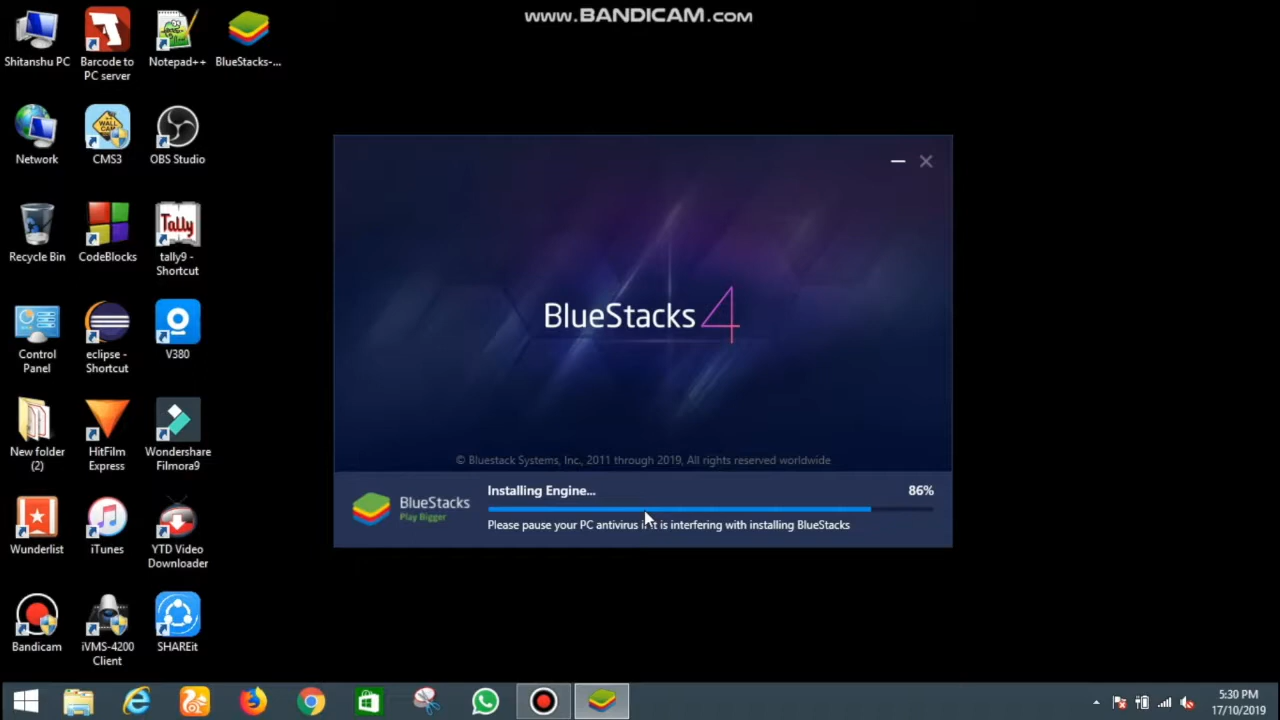 www.BANDICAM.com
Shitanshu PC
Barcode to
PC server
Notepad++
BlueStacks-...
Network
CMS3
OBS Studio
Recycle Bin
CodeBlocks
Tally
tally9 -
Shortcut
Control
Panel
eclipse -
Shortcut
V380
New folder
(2)
HitFilm
Express
Wondershare
Filmora9
Wunderlist
iTunes
YTD Video
Downloader
Bandicam
iVMS-4200
Client
SHAREit
BlueStacks 4
© Bluestack Systems, Inc., 2011 through 2019, All rights reserved worldwide
BlueStacks
Play Bigger
Installing Engine...
86%
Please pause your PC antivirus if it is interfering with installing BlueStacks
5:30 PM
17/10/2019